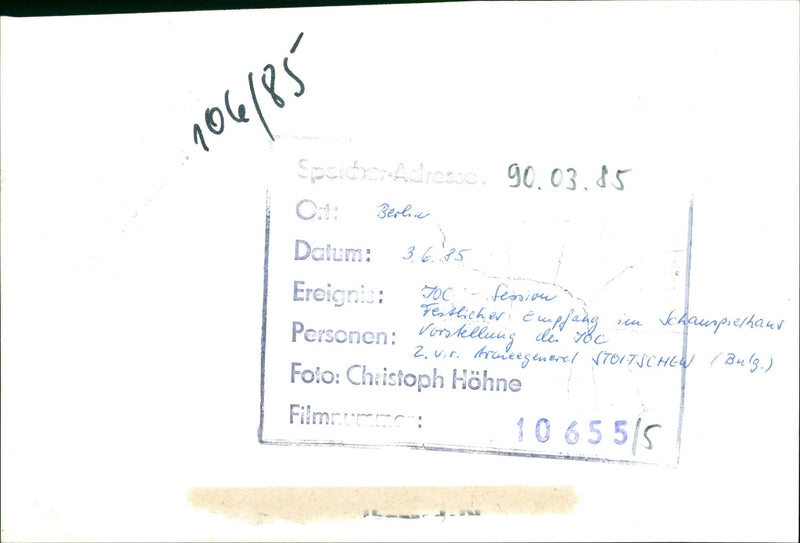 106/85
Speicher-Adresse: 90.03.85
Ort: Berlin
Datum: 3.6.85
Ereignis: IOC - Session
Festlicher Empfang im Schauspielhaus
Personen: Vorstellung des IOC
2. v. r. Armeegeneral STOITSCHEW (Bulg.)
Foto: Christoph Höhne
Filmnummer: 10655/5